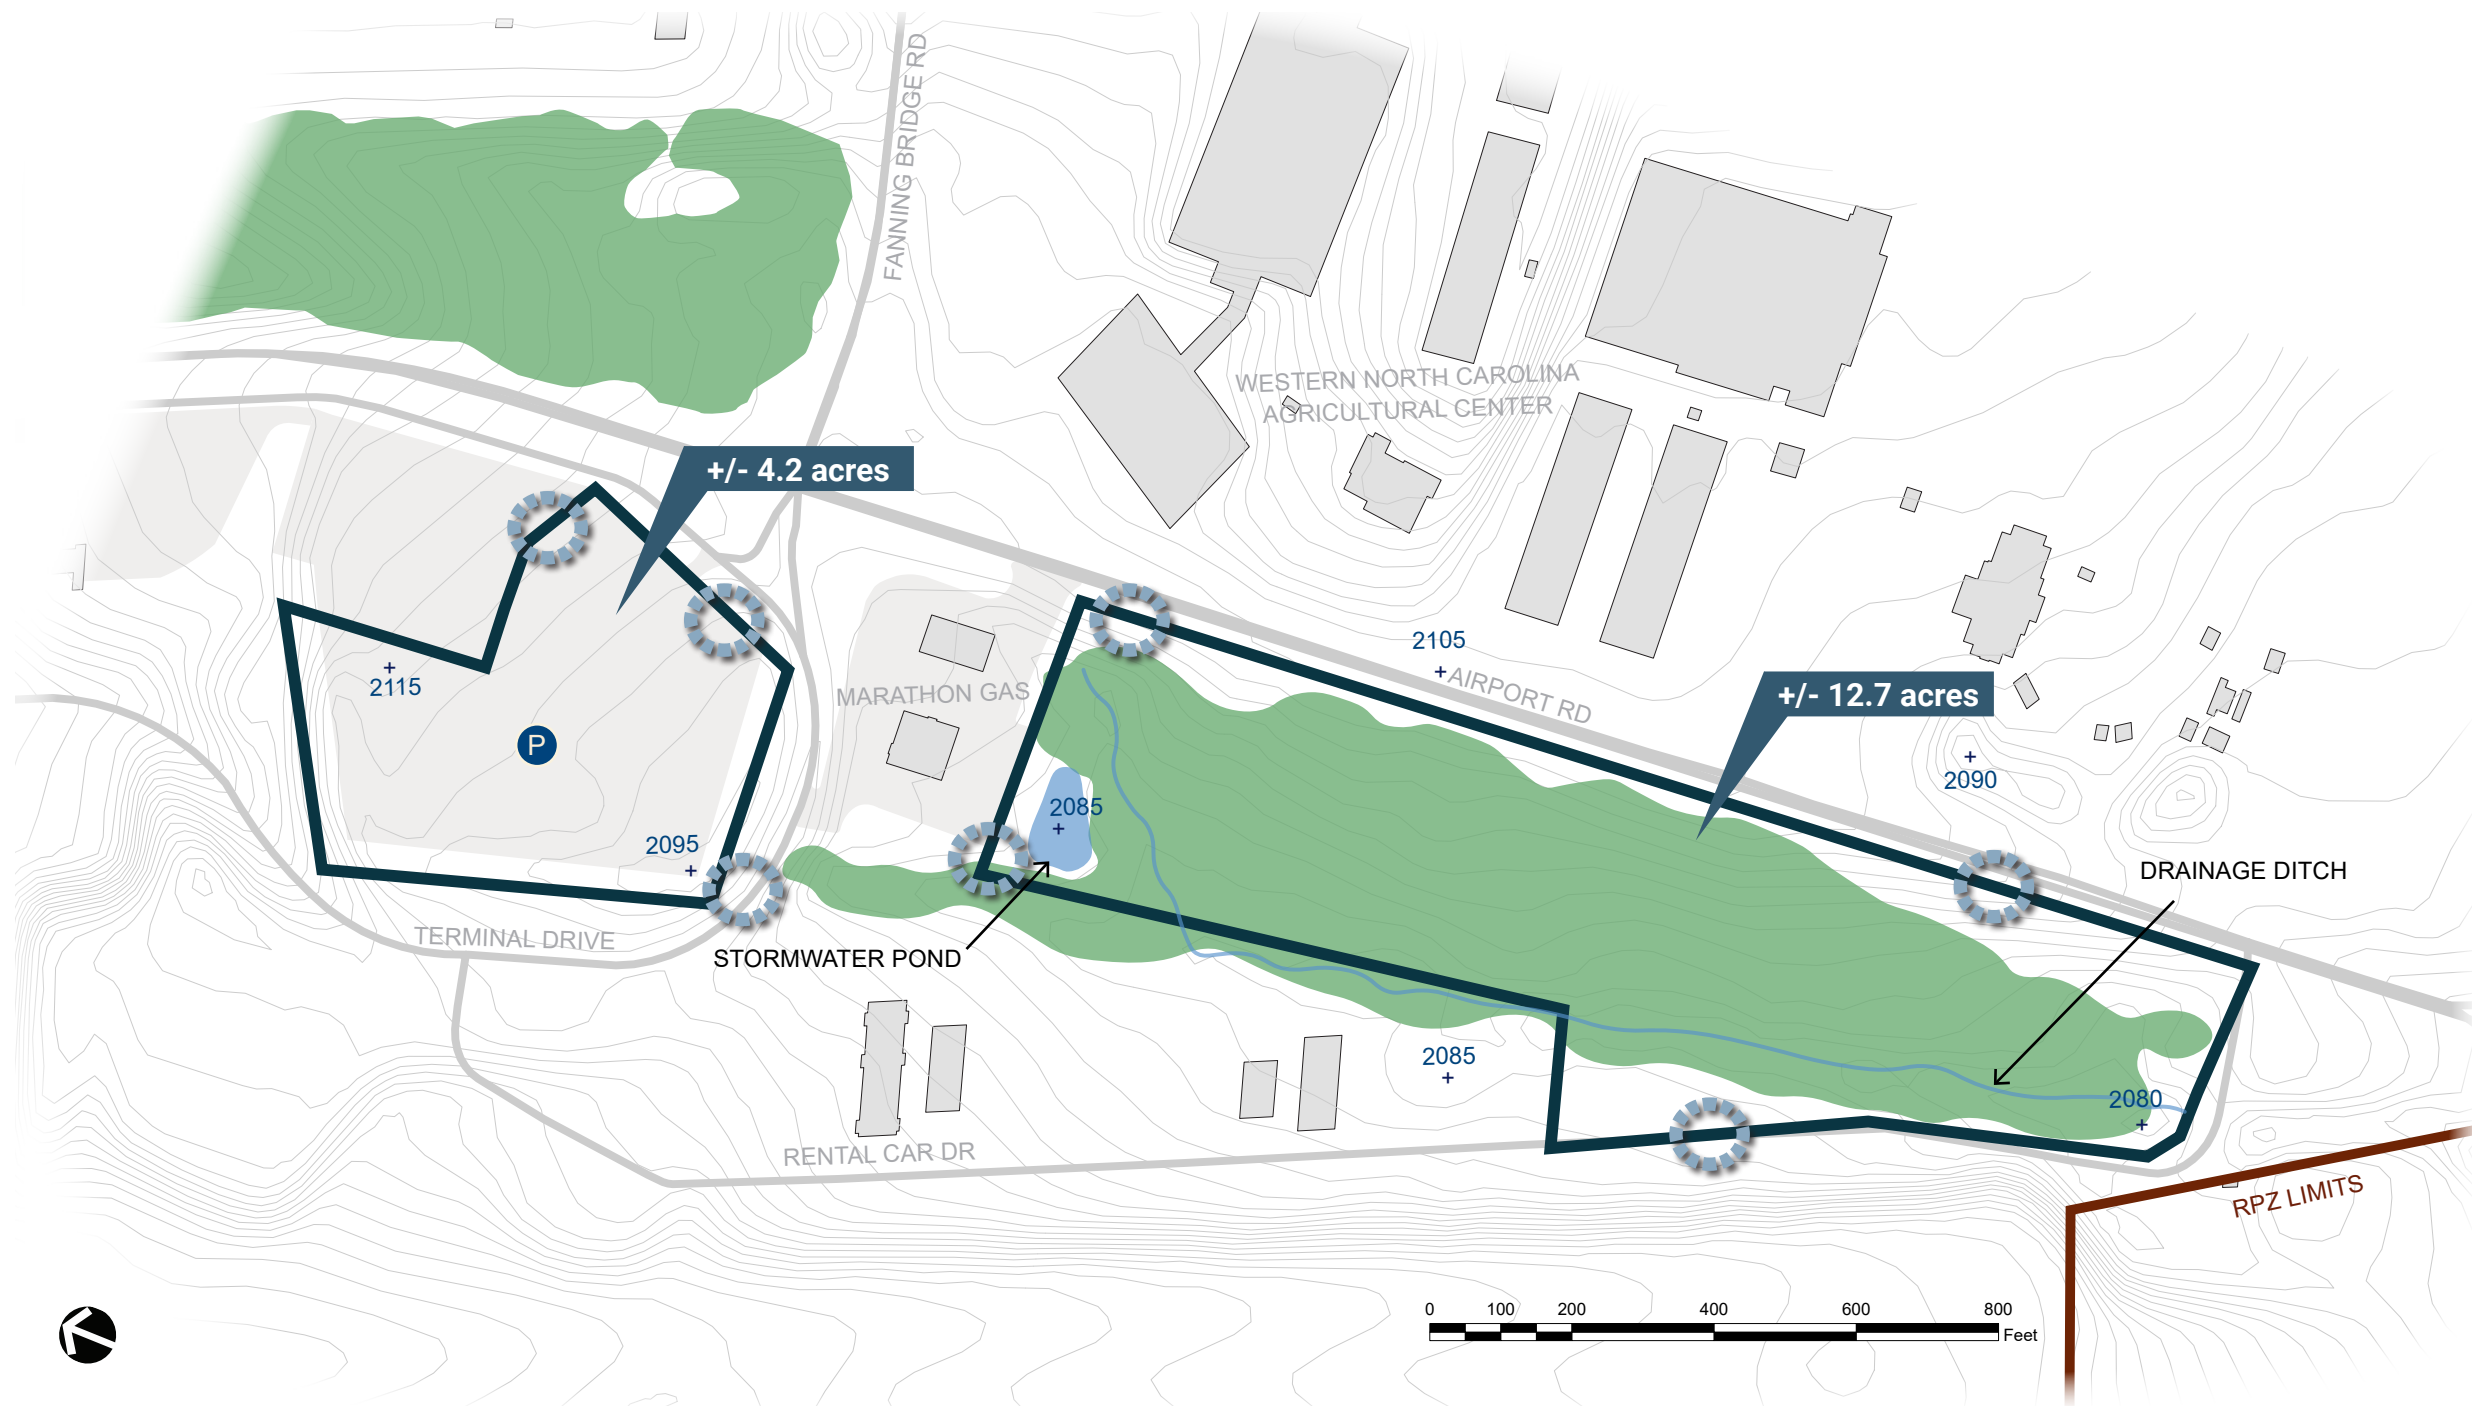 FANNING BRIDGE RD
WESTERN NORTH CAROLINA
AGRICULTURAL CENTER
+/- 4.2 acres
2105
AIRPORT RD
2115
MARATHON GAS
+/- 12.7 acres
P
2090
2085
2095
DRAINAGE DITCH
TERMINAL DRIVE
STORMWATER POND
2085
2080
RENTAL CAR DR
RPZ LIMITS
0 100 200 400 600 800
Feet